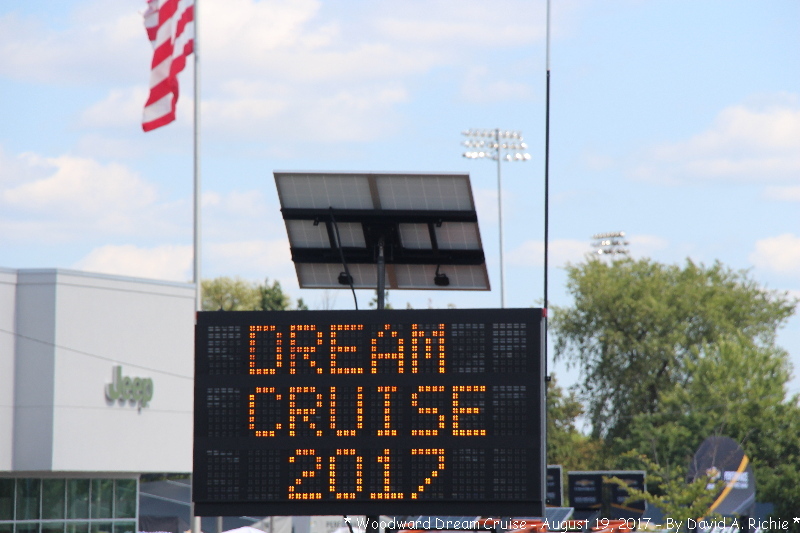 Jeep
DREAM
CRUISE
2017
* Woodward Dream Cruise - August 19, 2017 - By David A. Richie *